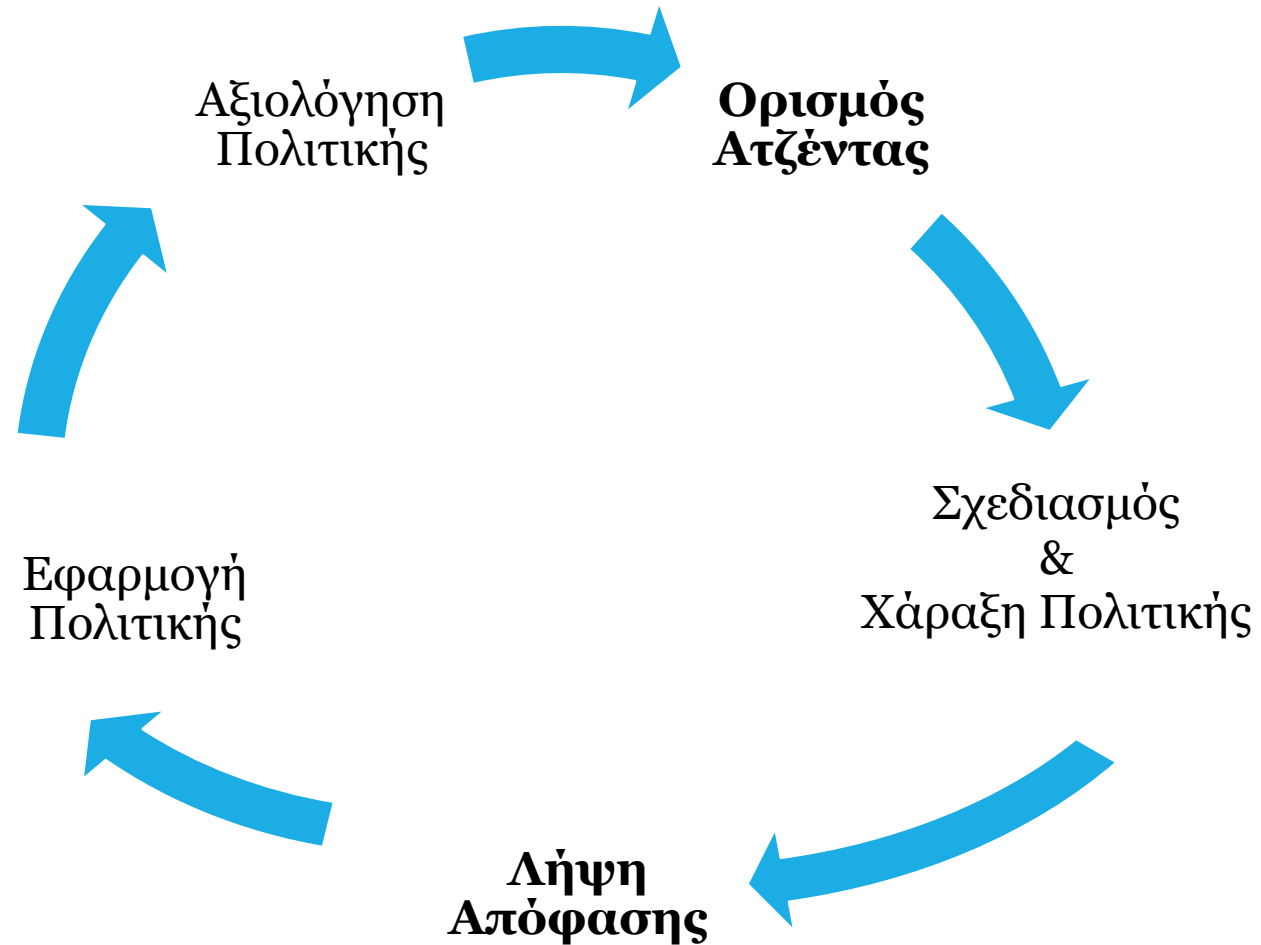 Αξιολόγηση
Πολιτικής
Ορισμός
Ατζέντας
Σχεδιασμός
&
Χάραξη Πολιτικής
Λήψη
Απόφασης
Εφαρμογή
Πολιτικής